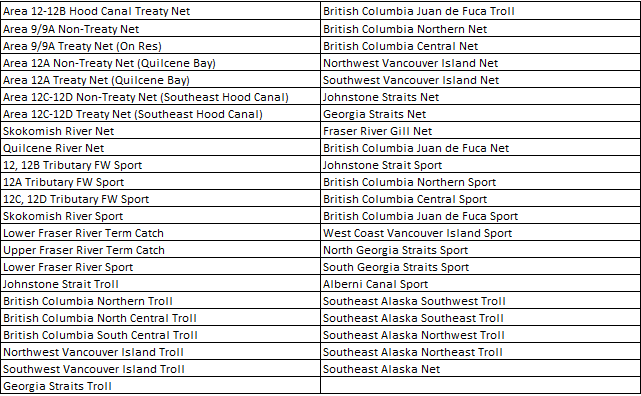 Area 12-12B Hood Canal Treaty Net British Columbia Juan de Fuca Troll
Area 9/9A Non-Treaty Net British Columbia Northern Net
Area 9/9A Treaty Net (On Res) British Columbia Central Net
Area 12A Non-Treaty Net (Quilcene Bay) Northwest Vancouver Island Net
Area 12A Treaty Net (Quilcene Bay) Southwest Vancouver Island Net
Area 12C-12D Non-Treaty Net (Southeast Hood Canal) Johnstone Straits Net
Area 12C-12D Treaty Net (Southeast Hood Canal) Georgia Straits Net
Skokomish River Net Fraser River Gill Net
Quilcene River Net British Columbia Juan de Fuca Net
12, 12B Tributary FW Sport Johnstone Strait Sport
12A Tributary FW Sport British Columbia Northern Sport
12C, 12D Tributary FW Sport British Columbia Central Sport
Skokomish River Sport British Columbia Juan de Fuca Sport
Lower Fraser River Term Catch West Coast Vancouver Island Sport
Upper Fraser River Term Catch North Georgia Straits Sport
Lower Fraser River Sport South Georgia Straits Sport
Johnstone Strait Troll Alberni Canal Sport
British Columbia Northern Troll Southeast Alaska Southwest Troll
British Columbia North Central Troll Southeast Alaska Southeast Troll
British Columbia South Central Troll Southeast Alaska Northwest Troll
Northwest Vancouver Island Troll Southeast Alaska Northeast Troll
Southwest Vancouver Island Troll Southeast Alaska Net
Georgia Straits Troll